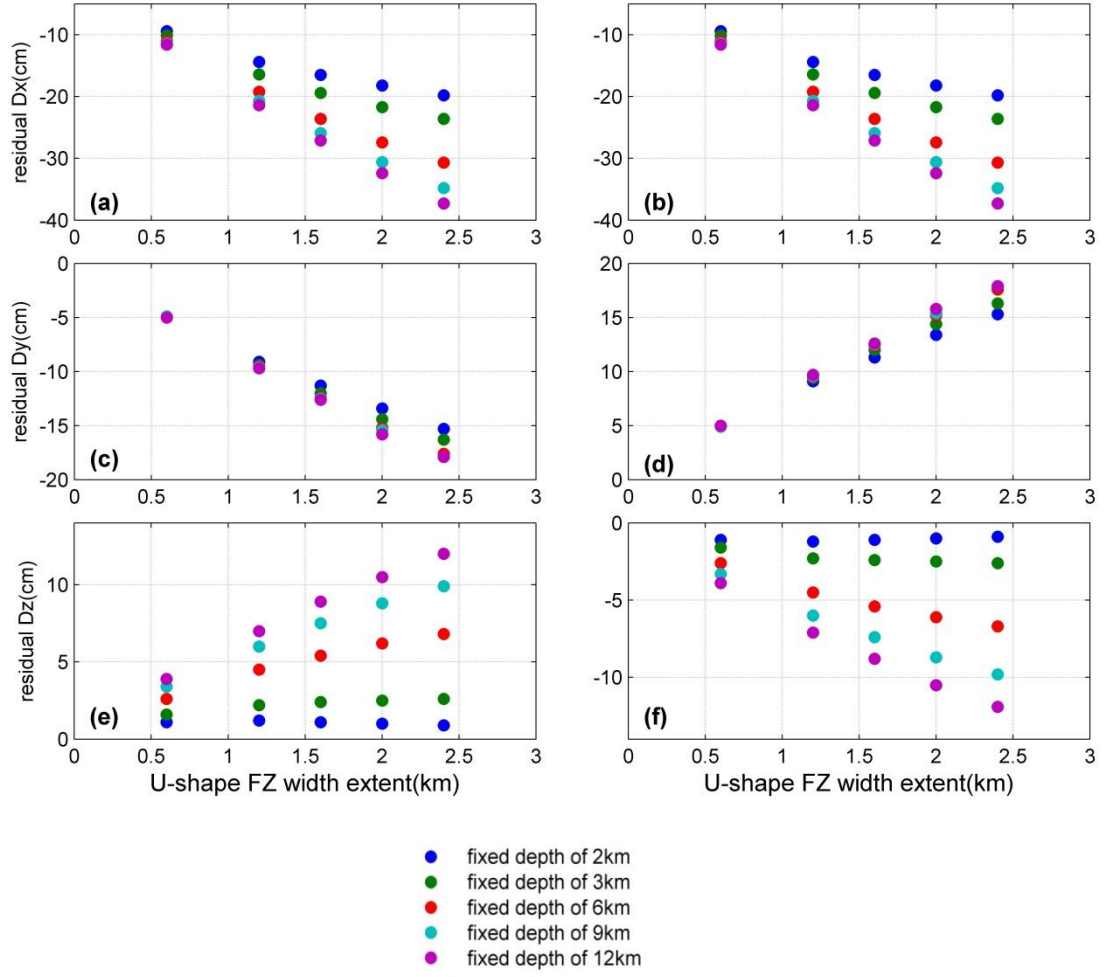 -10
-20
-30
-40
residual Dx(cm)
(a)
0 0.5 1 1.5 2 2.5 3
-10
-20
-30
-40
(b)
0 0.5 1 1.5 2 2.5 3
0
-5
-10
-15
-20
residual Dy(cm)
(c)
0 0.5 1 1.5 2 2.5 3
20
15
10
5
0
(d)
0 0.5 1 1.5 2 2.5 3
10
5
0
residual Dz(cm)
(e)
0 0.5 1 1.5 2 2.5 3
U-shape FZ width extent(km)
0
-5
-10
(f)
0 0.5 1 1.5 2 2.5 3
U-shape FZ width extent(km)
fixed depth of 2km
fixed depth of 3km
fixed depth of 6km
fixed depth of 9km
fixed depth of 12km